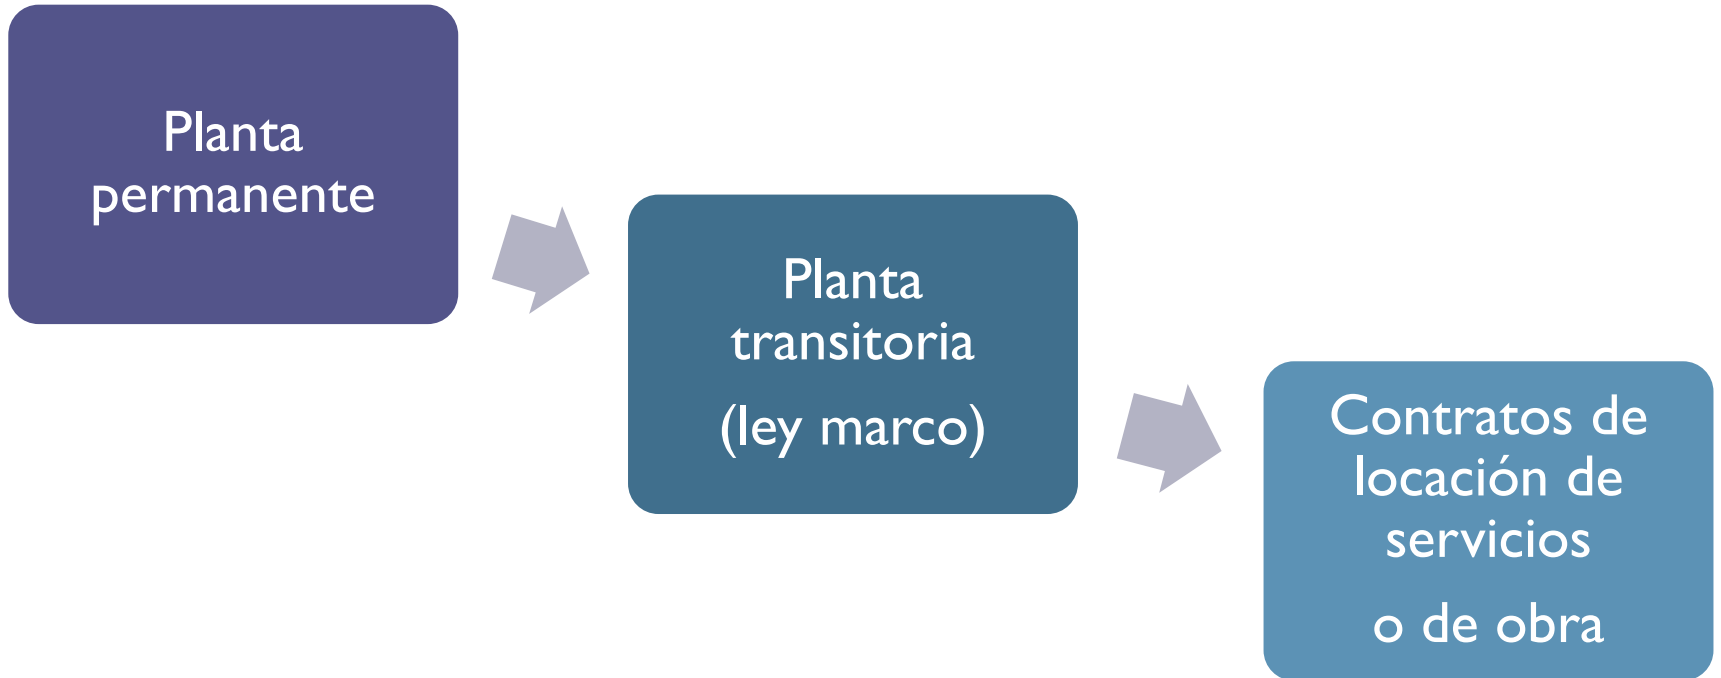 Planta
permanente
Planta
transitoria
(ley marco)
Contratos de
locación de
servicios
o de obra